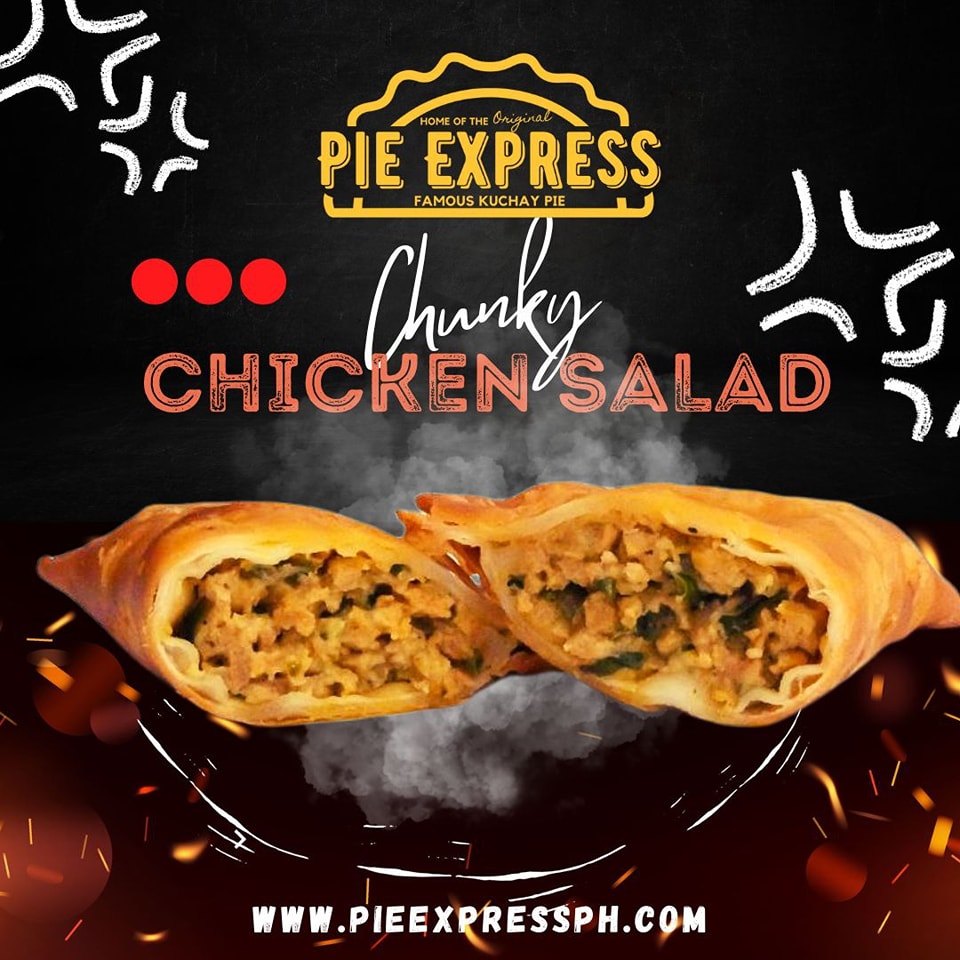 HOME OF THE Original
PIE EXPRESS
FAMOUS KUCHAY PIE
Chunky
CHICKEN SALAD
WWW.PIEEXPRESSPH.COM